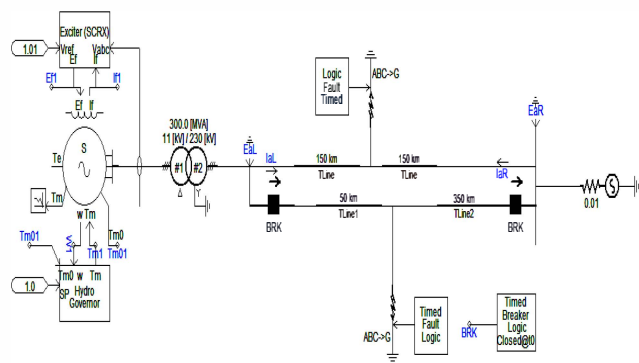 Exciter (SCRX)
1.01
Vref
Vabc
Ef
If
Ef1
If1
Ef
If
S
Te
Tm
w Tm
Tm0
Tm01
Tm01
W1
Tm1
Tm0 w Tm
SP
Hydro
Governor
1.0
300.0 [MVA]
11 [kV] / 230 [kV]
#1
#2
EaL
IaL
Logic
Fault
Timed
ABC->G
150 km
TLine
150 km
TLine
EaR
IaR
BRK
50 km
TLine1
350 km
TLine2
BRK
0.01
S
ABC->G
Timed
Fault
Logic
BRK
Timed
Breaker
Logic
Closed@t0